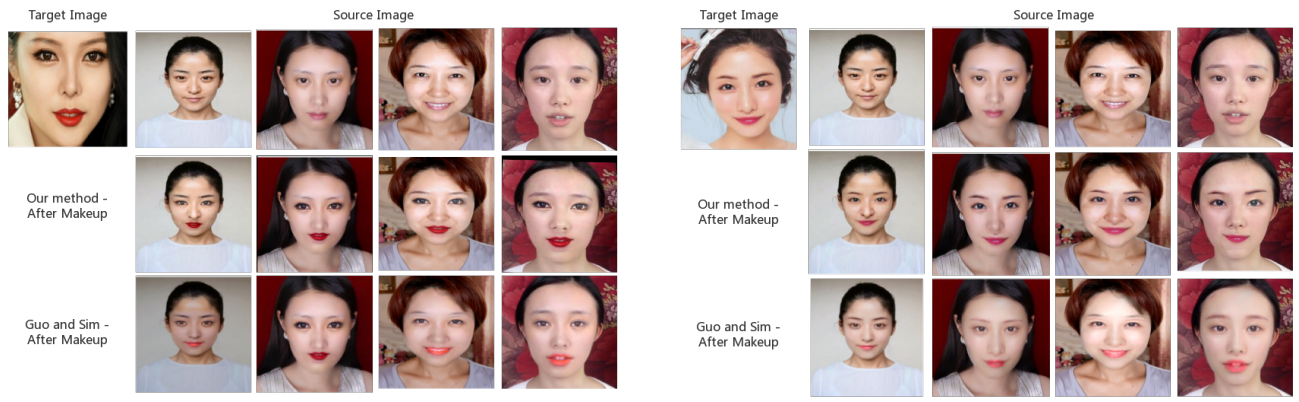 Target Image
Source Image
Our method -
After Makeup
Guo and Sim -
After Makeup
Target Image
Source Image
Our method -
After Makeup
Guo and Sim -
After Makeup